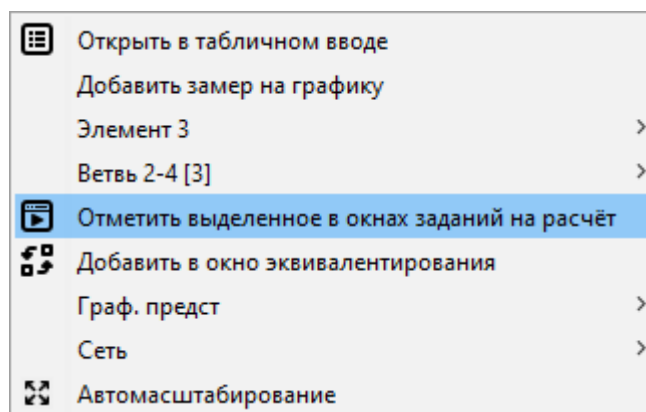 Открыть в табличном вводе
Добавить замер на графику
Элемент 3
Ветвь 2-4 [3]
Отметить выделенное в окнах заданий на расчёт
Добавить в окно эквивалентирования
Граф. предст
Сеть
Автомасштабирование